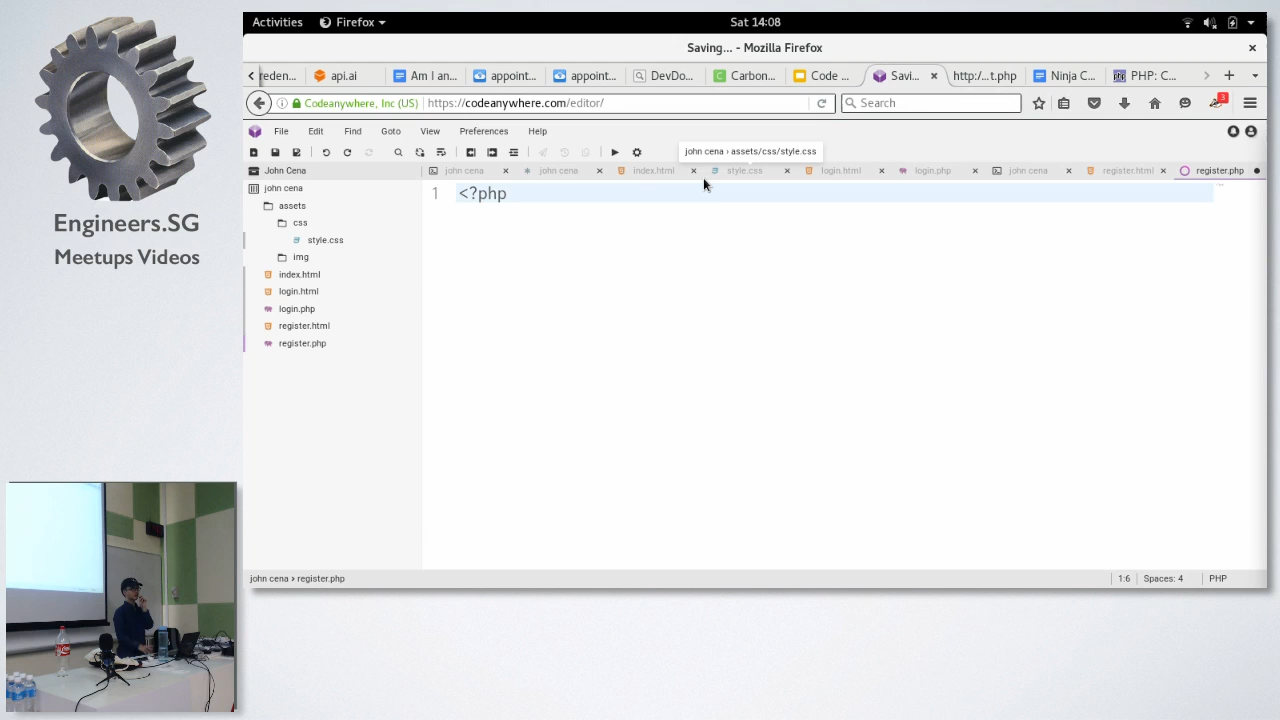 Engineers.SG
Meetups Videos
Activities Firefox Sat 14:08
Saving... - Mozilla Firefox
reden... api.ai Am I an... appoint... appoint... DevDo... Carbon... Code ... Savi... http:/...t.php Ninja C... PHP: C...
Codeanywhere, Inc (US) https://codeanywhere.com/editor/ Search 3
File Edit Find Goto View Preferences Help
john cena › assets/css/style.css
John Cena john cena john cena index.html style.css login.html login.php john cena register.html register.php
john cena
assets
css
style.css
img
index.html
login.html
login.php
register.html
register.php
1 <?php
john cena › register.php 1:6 Spaces: 4 PHP